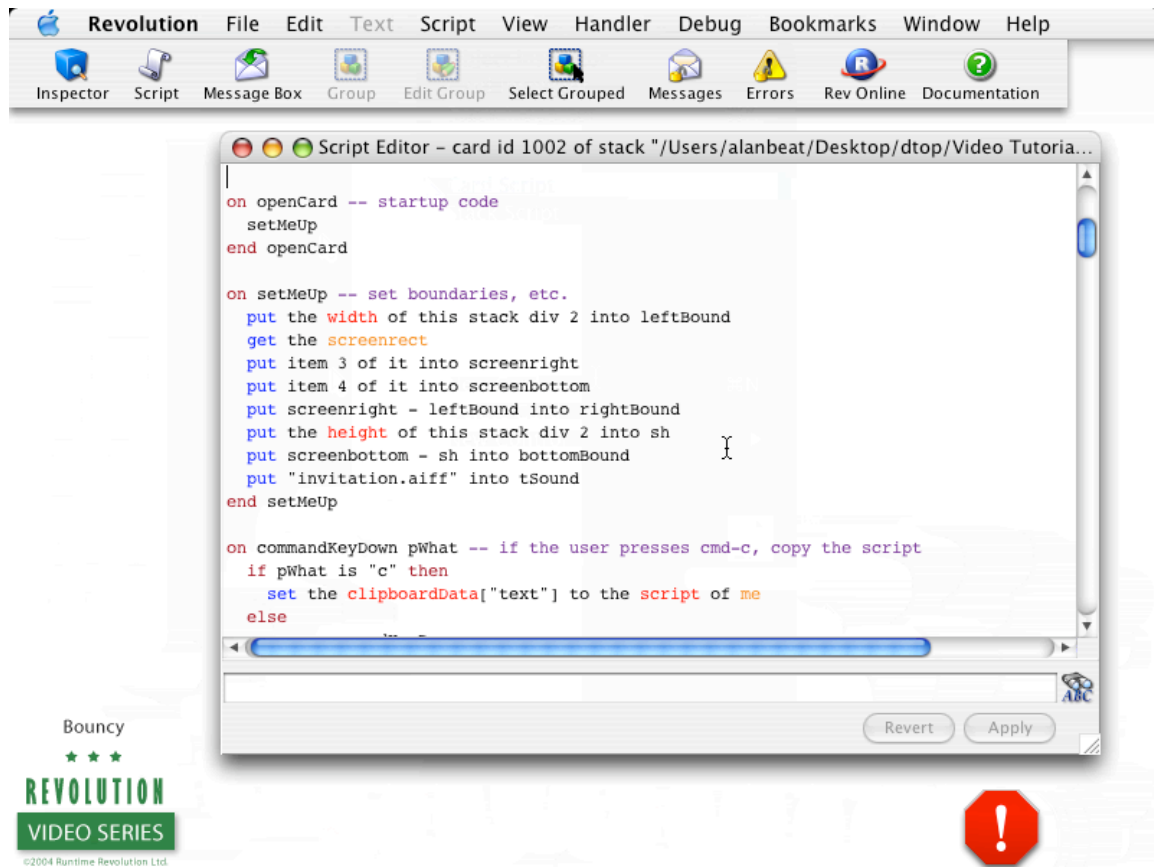 Revolution File Edit Text Script View Handler Debug Bookmarks Window Help
Inspector Script Message Box Group Edit Group Select Grouped Messages Errors Rev Online Documentation
Script Editor – card id 1002 of stack "/Users/alanbeat/Desktop/dtop/Video Tutoria...
on openCard -- startup code
setMeUp
end openCard
on setMeUp -- set boundaries, etc.
put the width of this stack div 2 into leftBound
get the screenrect
put item 3 of it into screenright
put item 4 of it into screenbottom
put screenright - leftBound into rightBound
put the height of this stack div 2 into sh
put screenbottom - sh into bottomBound
put "invitation.aiff" into tSound
end setMeUp
on commandKeyDown pWhat -- if the user presses cmd-c, copy the script
if pWhat is "c" then
set the clipboardData["text"] to the script of me
else
ABC
Revert Apply
Bouncy
REVOLUTION
VIDEO SERIES
©2004 Runtime Revolution Ltd.
!